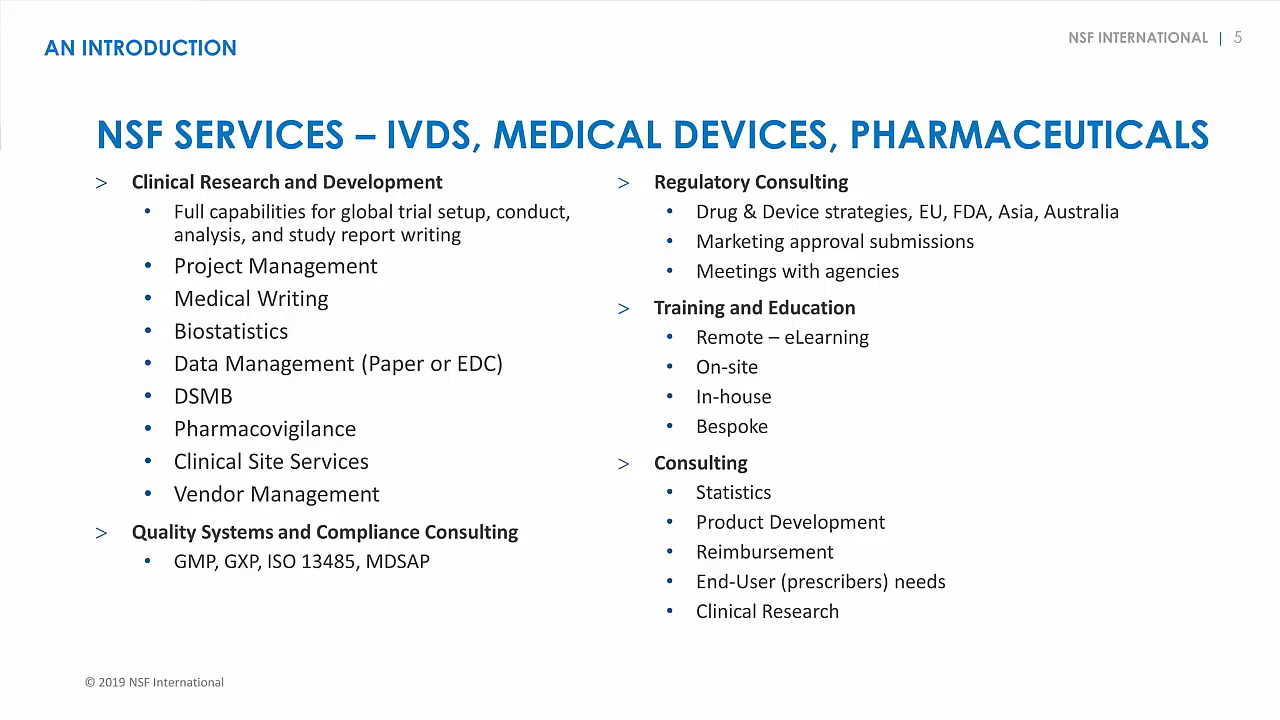 AN INTRODUCTION
NSF INTERNATIONAL | 5
NSF SERVICES – IVDS, MEDICAL DEVICES, PHARMACEUTICALS
> Clinical Research and Development
• Full capabilities for global trial setup, conduct,
analysis, and study report writing
• Project Management
• Medical Writing
• Biostatistics
• Data Management (Paper or EDC)
• DSMB
• Pharmacovigilance
• Clinical Site Services
• Vendor Management
> Quality Systems and Compliance Consulting
• GMP, GXP, ISO 13485, MDSAP
> Regulatory Consulting
• Drug & Device strategies, EU, FDA, Asia, Australia
• Marketing approval submissions
• Meetings with agencies
> Training and Education
• Remote – eLearning
• On-site
• In-house
• Bespoke
> Consulting
• Statistics
• Product Development
• Reimbursement
• End-User (prescribers) needs
• Clinical Research
© 2019 NSF International